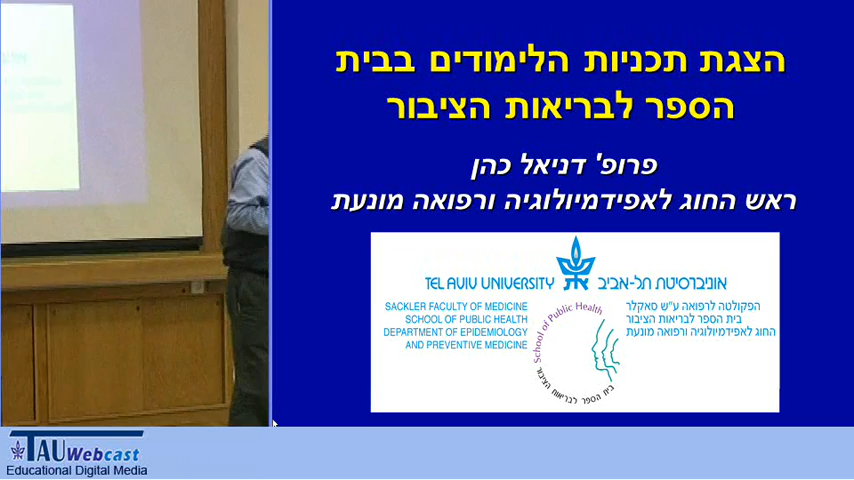 הצגת תכניות הלימודים בבית
הספר לבריאות הציבור
פרופ' דניאל כהן
ראש החוג לאפידמיולוגיה ורפואה מונעת
TEL AVIV UNIVERSITY אוניברסיטת תל-אביב
SACKLER FACULTY OF MEDICINE
SCHOOL OF PUBLIC HEALTH
DEPARTMENT OF EPIDEMIOLOGY
AND PREVENTIVE MEDICINE
School of Public Health
בית הספר לבריאות הציבור
הפקולטה לרפואה ע"ש סאקלר
בית הספר לבריאות הציבור
החוג לאפידמיולוגיה ורפואה מונעת
TAU Webcast
Educational Digital Media